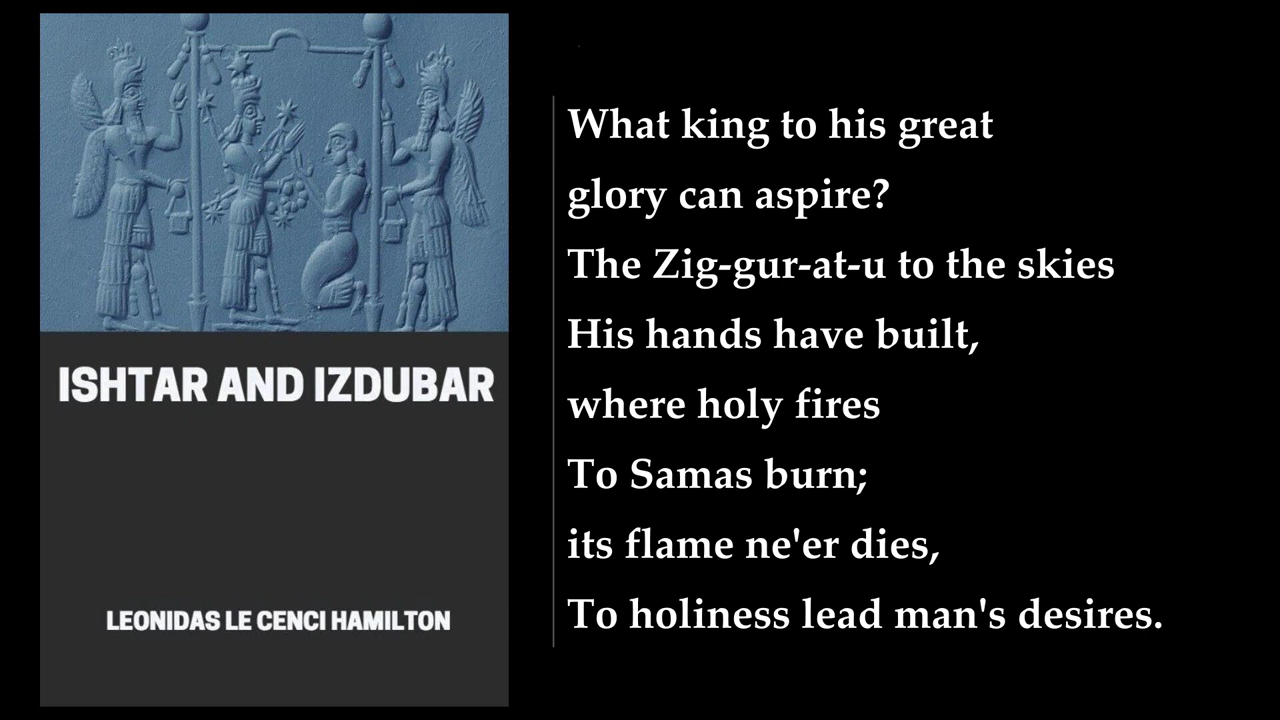 ISHTAR AND IZDUBAR
LEONIDAS LE CENCI HAMILTON
What king to his great
glory can aspire?
The Zig-gur-at-u to the skies
His hands have built,
where holy fires
To Samas burn;
its flame ne'er dies,
To holiness lead man's desires.